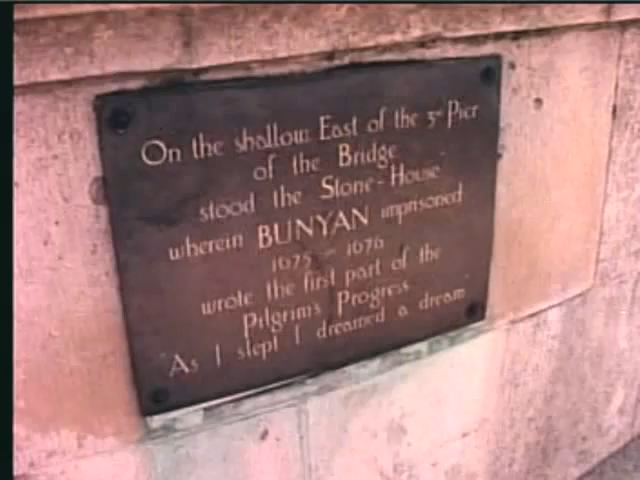 On the shallow East of the 3rd Pier
of the Bridge
stood the Stone-House
wherein BUNYAN imprisoned
1675 - 1676
wrote the first part of the
Pilgrim's Progress
As I slept I dreamed a dream